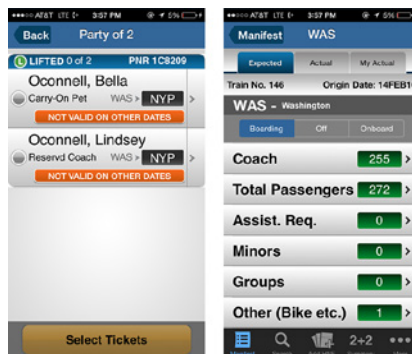 AT&T LTE 3:57 PM 5%
Back Party of 2
L LIFTED 0 of 2 PNR 1C8209
Oconnell, Bella
Carry-On Pet WAS > NYP >
NOT VALID ON OTHER DATES
Oconnell, Lindsey
Reservd Coach WAS > NYP >
NOT VALID ON OTHER DATES
Select Tickets
AT&T LTE 3:57 PM 5%
Manifest WAS
Expected Actual My Actual
Train No. 146 Origin Date: 14FEB1
WAS - Washington
Boarding Off Onboard
Coach 255 >
Total Passengers 272 >
Assist. Req. 0 >
Minors 0 >
Groups 0 >
Other (Bike etc.) 1 >
2+2
Manifest